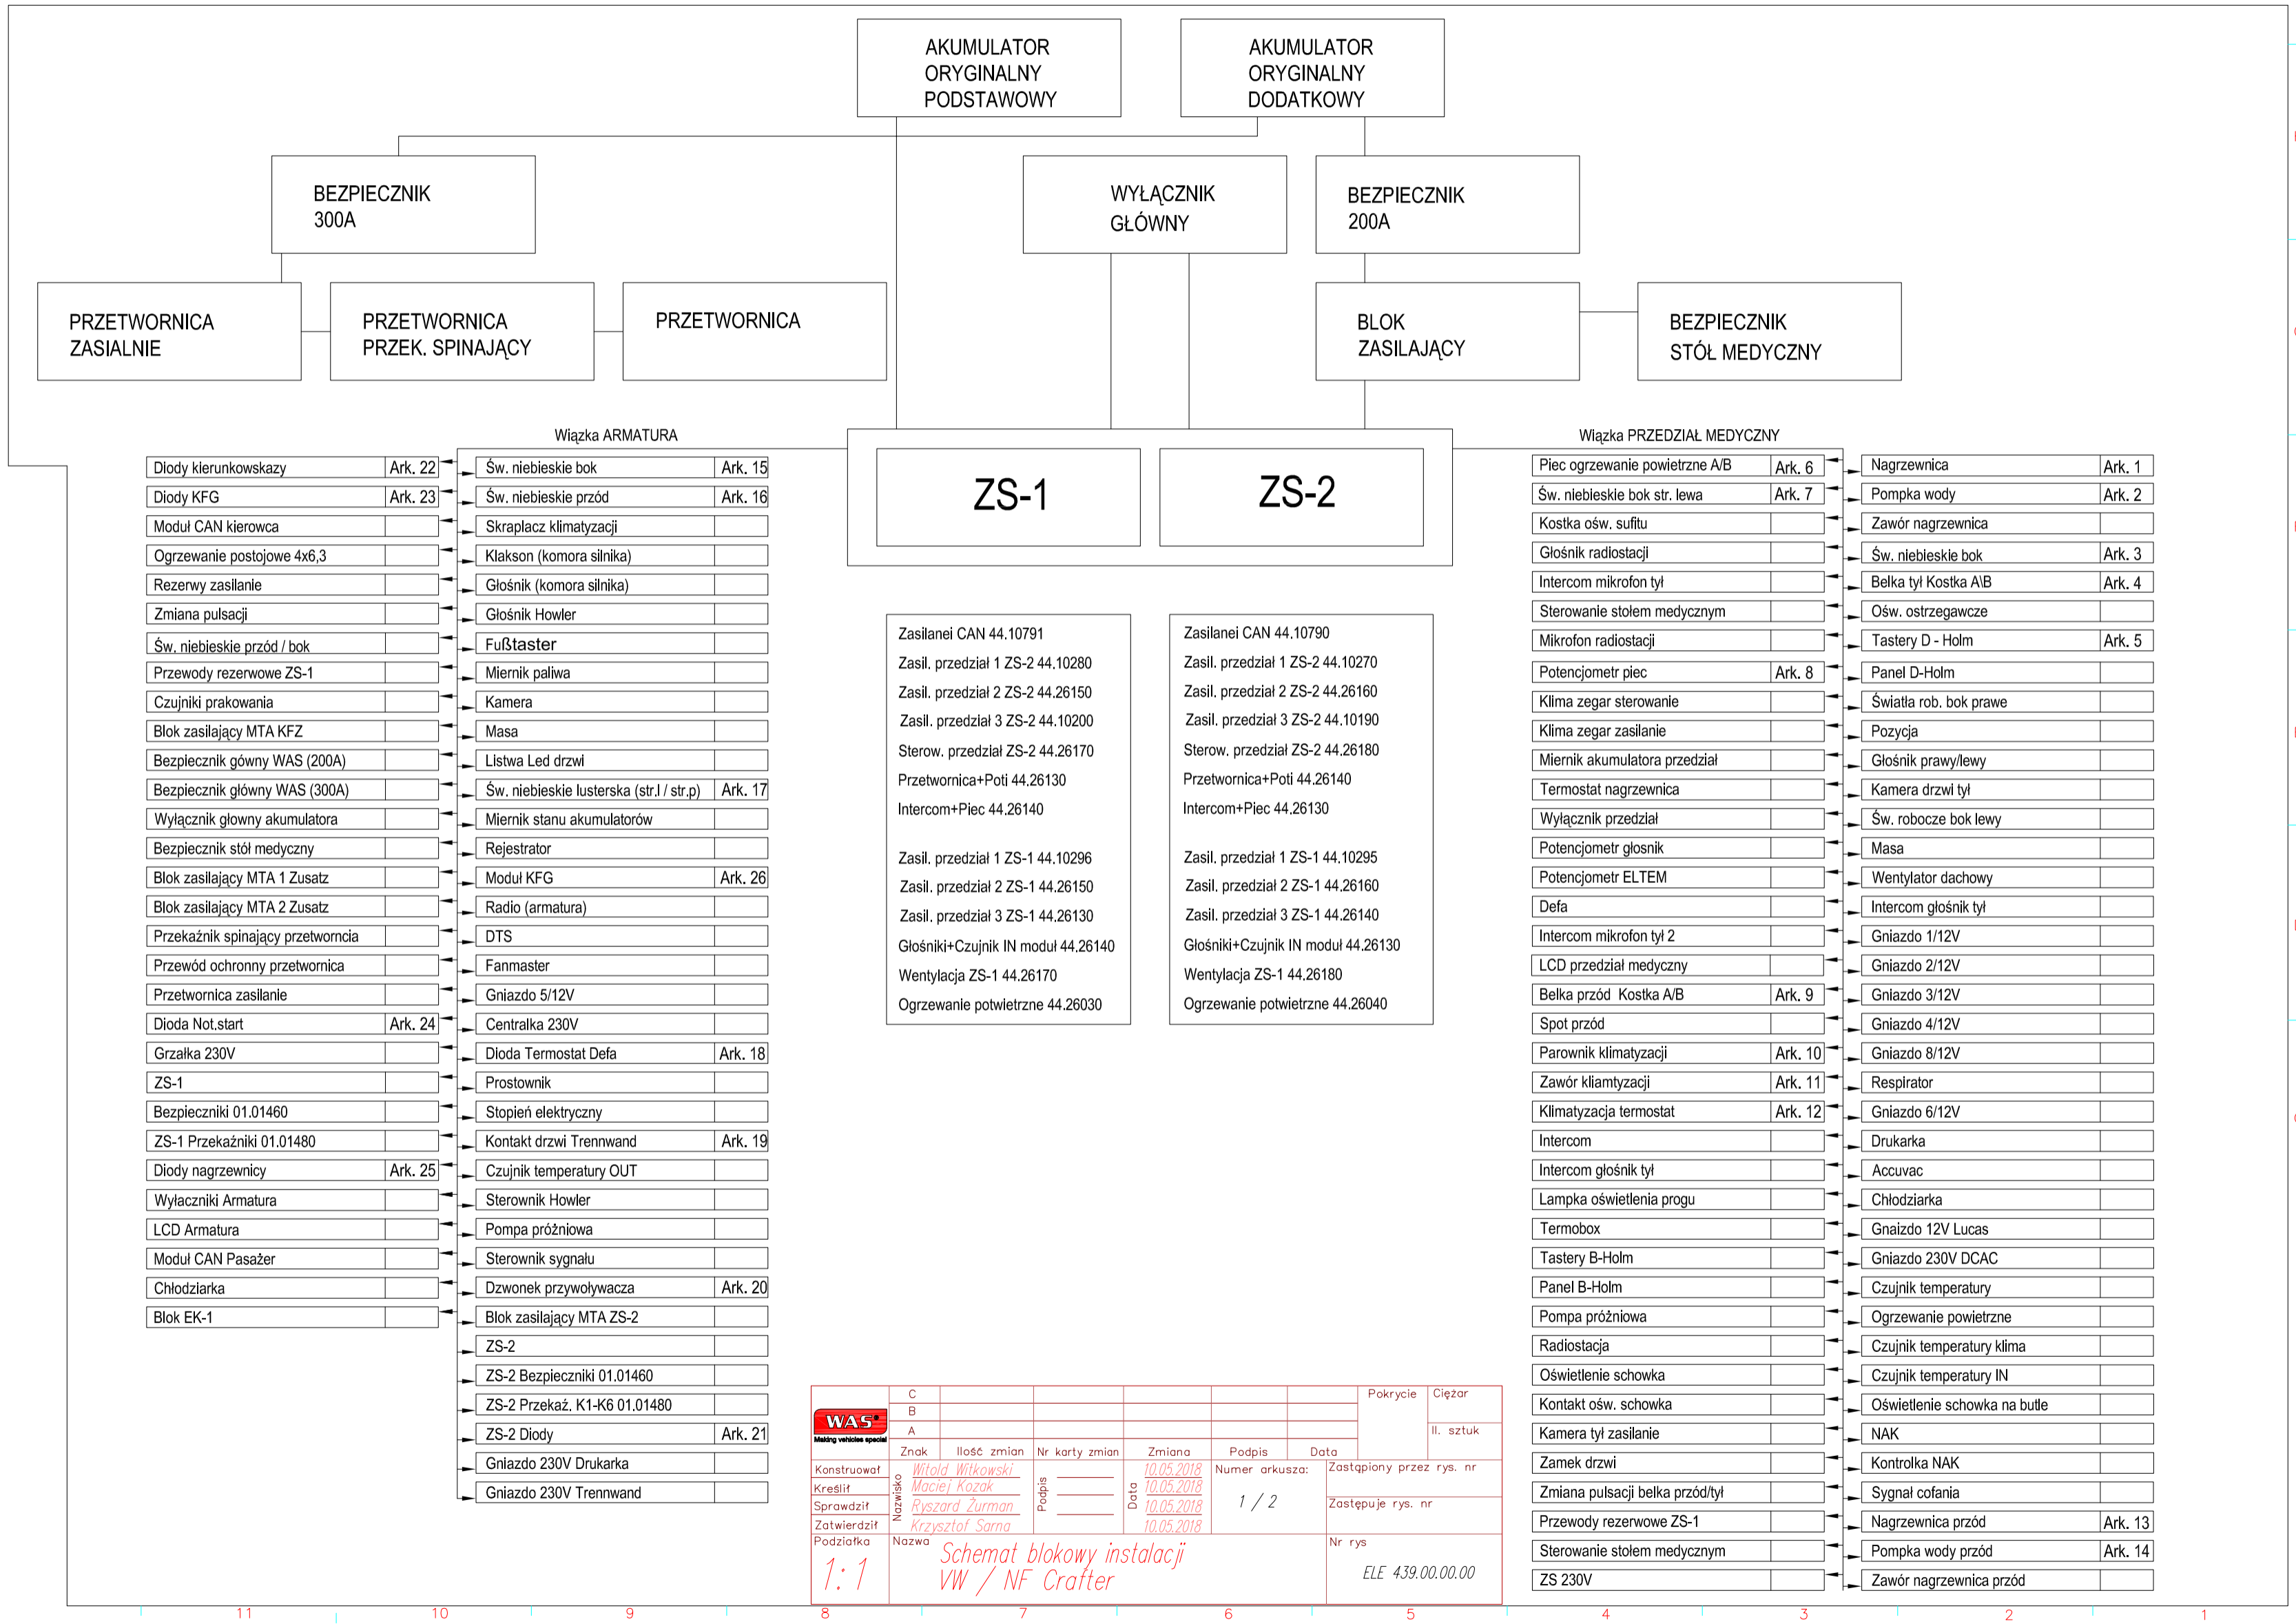 AKUMULATOR
ORYGINALNY
PODSTAWOWY
AKUMULATOR
ORYGINALNY
DODATKOWY
BEZPIECZNIK
300A
WYŁĄCZNIK
GŁÓWNY
BEZPIECZNIK
200A
PRZETWORNICA
ZASIALNIE
PRZETWORNICA
PRZEK. SPINAJĄCY
PRZETWORNICA
BLOK
ZASILAJĄCY
BEZPIECZNIK
STÓŁ MEDYCZNY
Wiązka ARMATURA
Diody kierunkowskazy Ark. 22
Diody KFG Ark. 23
Moduł CAN kierowca
Ogrzewanie postojowe 4x6,3
Rezerwy zasilanie
Zmiana pulsacji
Św. niebieskie przód / bok
Przewody rezerwowe ZS-1
Czujniki prakowania
Blok zasilający MTA KFZ
Bezpiecznik gówny WAS (200A)
Bezpiecznik główny WAS (300A)
Wyłącznik głowny akumulatora
Bezpiecznik stół medyczny
Blok zasilający MTA 1 Zusatz
Blok zasilający MTA 2 Zusatz
Przekaźnik spinający przetworncia
Przewód ochronny przetwornica
Przetwornica zasilanie
Dioda Not.start Ark. 24
Grzałka 230V
ZS-1
Bezpieczniki 01.01460
ZS-1 Przekaźniki 01.01480
Diody nagrzewnicy Ark. 25
Wyłaczniki Armatura
LCD Armatura
Moduł CAN Pasażer
Chłodziarka
Blok EK-1
Św. niebieskie bok Ark. 15
Św. niebieskie przód Ark. 16
Skraplacz klimatyzacji
Klakson (komora silnika)
Głośnik (komora silnika)
Głośnik Howler
Fußtaster
Miernik paliwa
Kamera
Masa
Listwa Led drzwi
Św. niebieskie lusterska (str.l / str.p) Ark. 17
Miernik stanu akumulatorów
Rejestrator
Moduł KFG Ark. 26
Radio (armatura)
DTS
Fanmaster
Gniazdo 5/12V
Centralka 230V
Dioda Termostat Defa Ark. 18
Prostownik
Stopień elektryczny
Kontakt drzwi Trennwand Ark. 19
Czujnik temperatury OUT
Sterownik Howler
Pompa próżniowa
Sterownik sygnału
Dzwonek przywoływacza Ark. 20
Blok zasilający MTA ZS-2
ZS-2
ZS-2 Bezpieczniki 01.01460
ZS-2 Przekaź. K1-K6 01.01480
ZS-2 Diody Ark. 21
Gniazdo 230V Drukarka
Gniazdo 230V Trennwand
ZS-1
ZS-2
Zasilanei CAN 44.10791
Zasil. przedział 1 ZS-2 44.10280
Zasil. przedział 2 ZS-2 44.26150
Zasil. przedział 3 ZS-2 44.10200
Sterow. przedział ZS-2 44.26170
Przetwornica+Poti 44.26130
Intercom+Piec 44.26140
Zasil. przedział 1 ZS-1 44.10296
Zasil. przedział 2 ZS-1 44.26150
Zasil. przedział 3 ZS-1 44.26130
Głośniki+Czujnik IN moduł 44.26140
Wentylacja ZS-1 44.26170
Ogrzewanie potwietrzne 44.26030
Zasilanei CAN 44.10790
Zasil. przedział 1 ZS-2 44.10270
Zasil. przedział 2 ZS-2 44.26160
Zasil. przedział 3 ZS-2 44.10190
Sterow. przedział ZS-2 44.26180
Przetwornica+Poti 44.26140
Intercom+Piec 44.26130
Zasil. przedział 1 ZS-1 44.10295
Zasil. przedział 2 ZS-1 44.26160
Zasil. przedział 3 ZS-1 44.26140
Głośniki+Czujnik IN moduł 44.26130
Wentylacja ZS-1 44.26180
Ogrzewanie potwietrzne 44.26040
Wiązka PRZEDZIAŁ MEDYCZNY
Piec ogrzewanie powietrzne A/B Ark. 6
Św. niebieskie bok str. lewa Ark. 7
Kostka ośw. sufitu
Głośnik radiostacji
Intercom mikrofon tył
Sterowanie stołem medycznym
Mikrofon radiostacji
Potencjometr piec Ark. 8
Klima zegar sterowanie
Klima zegar zasilanie
Miernik akumulatora przedział
Termostat nagrzewnica
Wyłącznik przedział
Potencjometr głosnik
Potencjometr ELTEM
Defa
Intercom mikrofon tył 2
LCD przedział medyczny
Belka przód Kostka A/B Ark. 9
Spot przód
Parownik klimatyzacji Ark. 10
Zawór kliamtyzacji Ark. 11
Klimatyzacja termostat Ark. 12
Intercom
Intercom głośnik tył
Lampka oświetlenia progu
Termobox
Tastery B-Holm
Panel B-Holm
Pompa próżniowa
Radiostacja
Oświetlenie schowka
Kontakt ośw. schowka
Kamera tył zasilanie
Zamek drzwi
Zmiana pulsacji belka przód/tył
Przewody rezerwowe ZS-1
Sterowanie stołem medycznym
ZS 230V
Nagrzewnica Ark. 1
Pompka wody Ark. 2
Zawór nagrzewnica
Św. niebieskie bok Ark. 3
Belka tył Kostka A\B Ark. 4
Ośw. ostrzegawcze
Tastery D - Holm Ark. 5
Panel D-Holm
Światła rob. bok prawe
Pozycja
Głośnik prawy/lewy
Kamera drzwi tył
Św. robocze bok lewy
Masa
Wentylator dachowy
Intercom głośnik tył
Gniazdo 1/12V
Gniazdo 2/12V
Gniazdo 3/12V
Gniazdo 4/12V
Gniazdo 8/12V
Respirator
Gniazdo 6/12V
Drukarka
Accuvac
Chłodziarka
Gnaizdo 12V Lucas
Gniazdo 230V DCAC
Czujnik temperatury
Ogrzewanie powietrzne
Czujnik temperatury klima
Czujnik temperatury IN
Oświetlenie schowka na butle
NAK
Kontrolka NAK
Sygnał cofania
Nagrzewnica przód Ark. 13
Pompka wody przód Ark. 14
Zawór nagrzewnica przód
WAS
Making vehicles special
C
B
A
Pokrycie
Ciężar
Il. sztuk
Znak Ilość zmian Nr karty zmian Zmiana Podpis Data
Nazwisko
Podpis
Data
Konstruował Witold Witkowski 10.05.2018
Kreślił Maciej Kozak 10.05.2018
Sprawdził Ryszard Żurman 10.05.2018
Zatwierdził Krzysztof Sarna 10.05.2018
Numer arkusza:
1 / 2
Zastąpiony przez rys. nr
Zastępuje rys. nr
Podziałka
1:1
Nazwa
Schemat blokowy instalacji
VW / NF Crafter
Nr rys
ELE 439.00.00.00
11 10 9 8 7 6 5 4 3 2 1